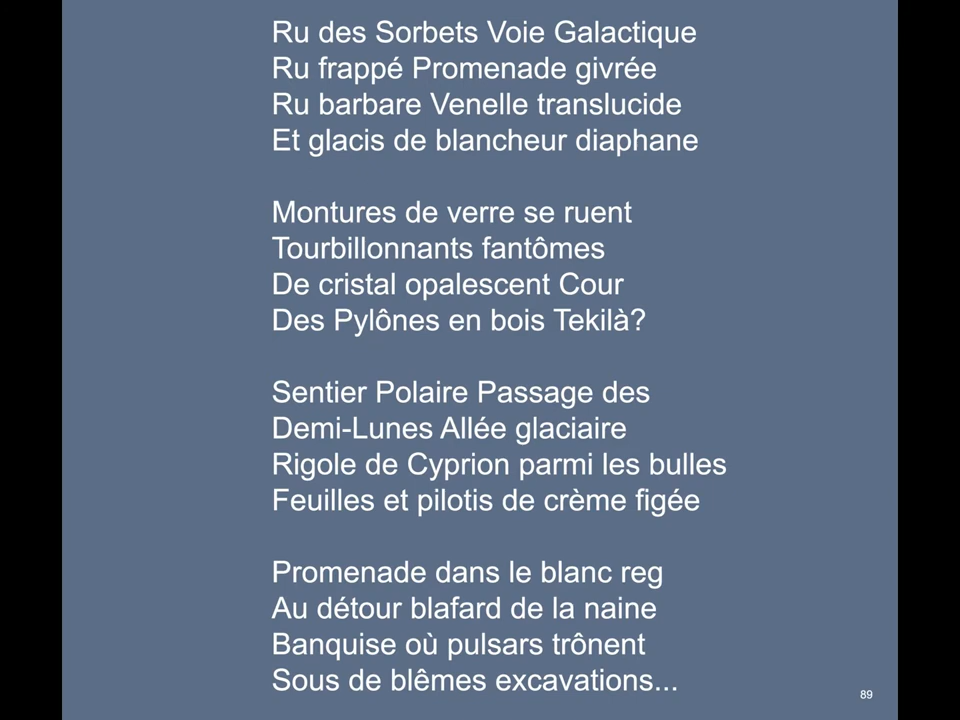 Ru des Sorbets Voie Galactique
Ru frappé Promenade givrée
Ru barbare Venelle translucide
Et glacis de blancheur diaphane
Montures de verre se ruent
Tourbillonnants fantômes
De cristal opalescent Cour
Des Pylônes en bois Tekilà?
Sentier Polaire Passage des
Demi-Lunes Allée glaciaire
Rigole de Cyprion parmi les bulles
Feuilles et pilotis de crème figée
Promenade dans le blanc reg
Au détour blafard de la naine
Banquise où pulsars trônent
Sous de blêmes excavations...
89